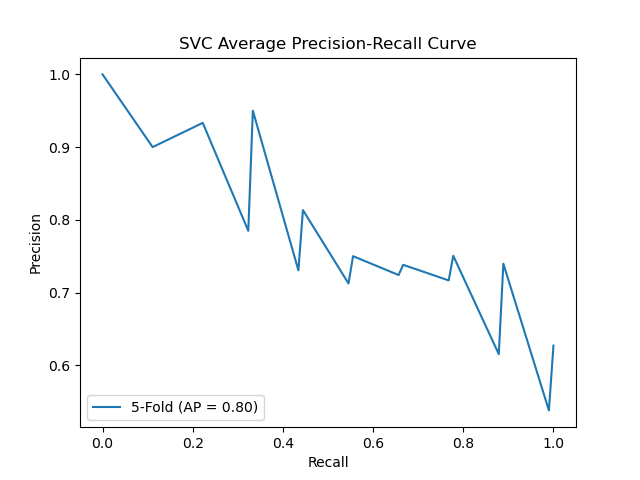 SVC Average Precision-Recall Curve
Precision
1.0
0.9
0.8
0.7
0.6
5-Fold (AP = 0.80)
0.0 0.2 0.4 0.6 0.8 1.0
Recall